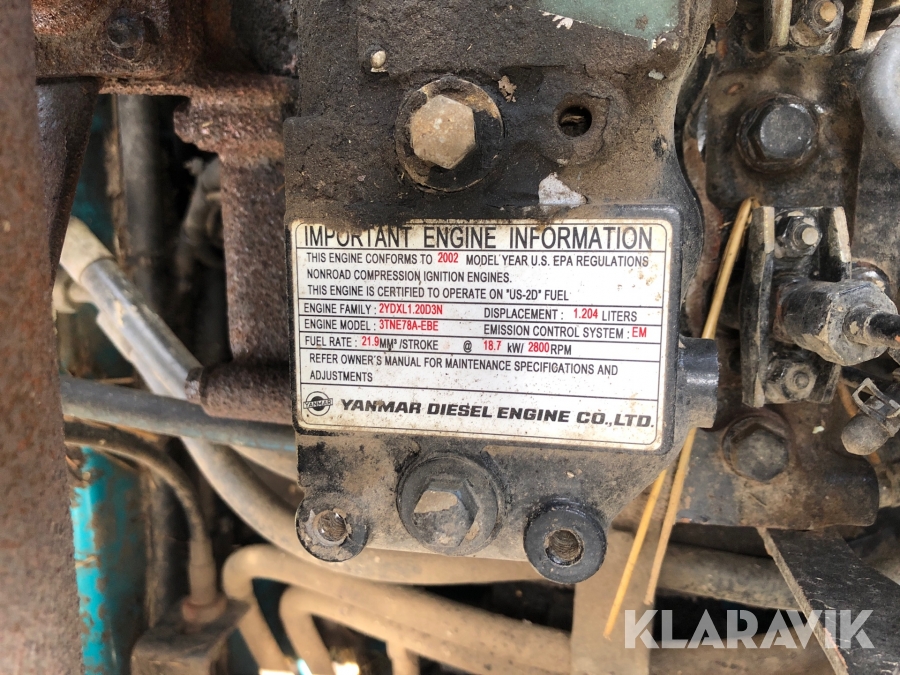 IMPORTANT ENGINE INFORMATION
THIS ENGINE CONFORMS TO 2002 MODEL YEAR U.S. EPA REGULATIONS
NONROAD COMPRESSION IGNITION ENGINES.
THIS ENGINE IS CERTIFIED TO OPERATE ON "US-2D" FUEL
ENGINE FAMILY : 2YDXL1.20D3N DISPLACEMENT : 1.204 LITERS
ENGINE MODEL : 3TNE78A-EBE EMISSION CONTROL SYSTEM : EM
FUEL RATE : 21.9 MM³/STROKE @ 18.7 kW/ 2800 RPM
REFER OWNER'S MANUAL FOR MAINTENANCE SPECIFICATIONS AND
ADJUSTMENTS
YANMAR YANMAR DIESEL ENGINE CO.,LTD.
KLARAVIK